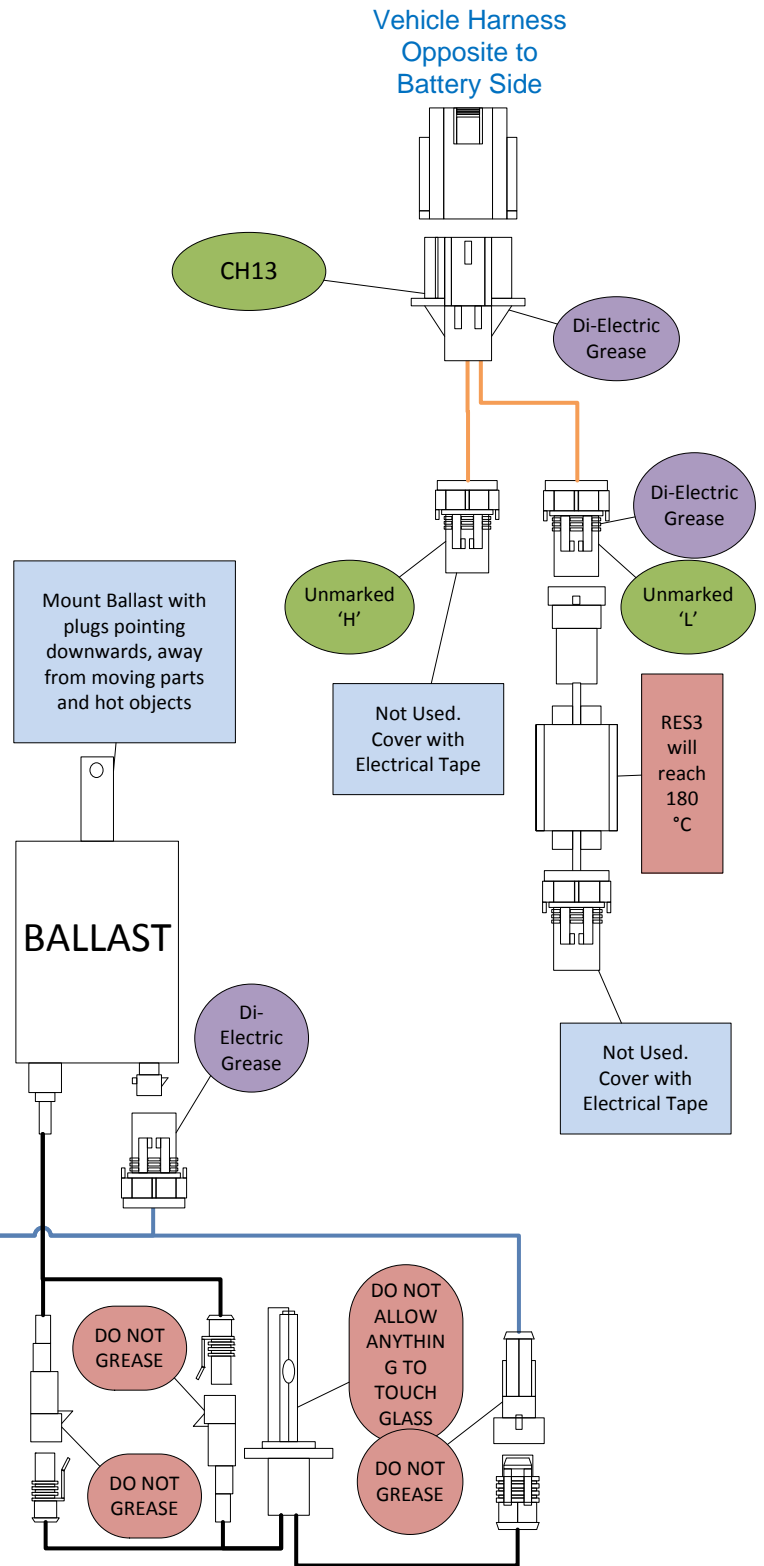 Vehicle Harness
Opposite to
Battery Side
CH13
Di-Electric
Grease
Di-Electric
Grease
Unmarked
‘H’
Unmarked
‘L’
Mount Ballast with
plugs pointing
downwards, away
from moving parts
and hot objects
Not Used.
Cover with
Electrical Tape
RES3
will
reach
180
°C
BALLAST
Di-
Electric
Grease
Not Used.
Cover with
Electrical Tape
DO NOT
GREASE
DO NOT
ALLOW
ANYTHIN
G TO
TOUCH
GLASS
DO NOT
GREASE
DO NOT
GREASE